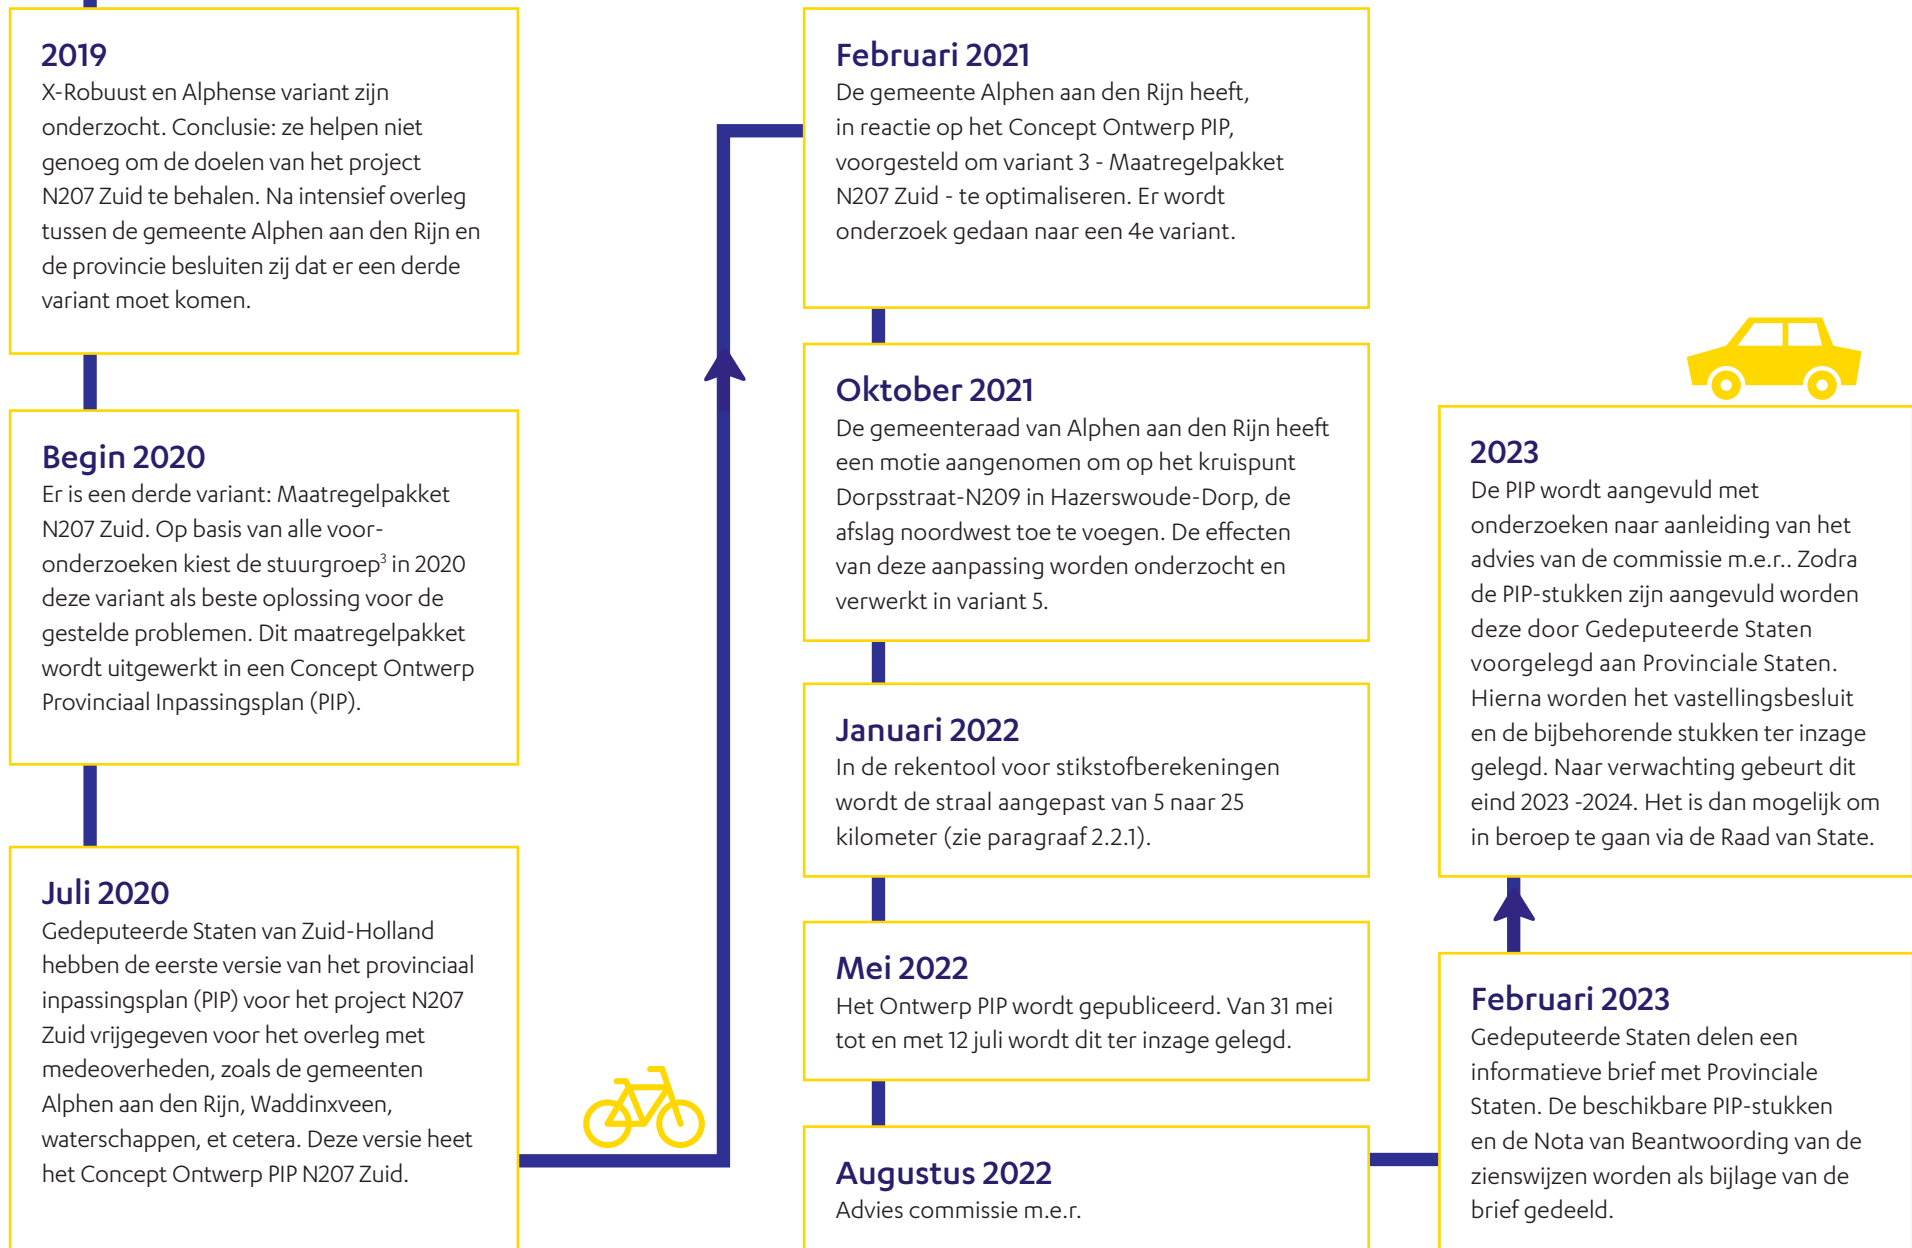 2019
X-Robuust en Alphense variant zijn
onderzocht. Conclusie: ze helpen niet
genoeg om de doelen van het project
N207 Zuid te behalen. Na intensief overleg
tussen de gemeente Alphen aan den Rijn en
de provincie besluiten zij dat er een derde
variant moet komen.
Begin 2020
Er is een derde variant: Maatregelpakket
N207 Zuid. Op basis van alle voor-
onderzoeken kiest de stuurgroep³ in 2020
deze variant als beste oplossing voor de
gestelde problemen. Dit maatregelpakket
wordt uitgewerkt in een Concept Ontwerp
Provinciaal Inpassingsplan (PIP).
Juli 2020
Gedeputeerde Staten van Zuid-Holland
hebben de eerste versie van het provinciaal
inpassingsplan (PIP) voor het project N207
Zuid vrijgegeven voor het overleg met
medeoverheden, zoals de gemeenten
Alphen aan den Rijn, Waddinxveen,
waterschappen, et cetera. Deze versie heet
het Concept Ontwerp PIP N207 Zuid.
Februari 2021
De gemeente Alphen aan den Rijn heeft,
in reactie op het Concept Ontwerp PIP,
voorgesteld om variant 3 - Maatregelpakket
N207 Zuid - te optimaliseren. Er wordt
onderzoek gedaan naar een 4e variant.
Oktober 2021
De gemeenteraad van Alphen aan den Rijn heeft
een motie aangenomen om op het kruispunt
Dorpsstraat-N209 in Hazerswoude-Dorp, de
afslag noordwest toe te voegen. De effecten
van deze aanpassing worden onderzocht en
verwerkt in variant 5.
Januari 2022
In de rekentool voor stikstofberekeningen
wordt de straal aangepast van 5 naar 25
kilometer (zie paragraaf 2.2.1).
Mei 2022
Het Ontwerp PIP wordt gepubliceerd. Van 31 mei
tot en met 12 juli wordt dit ter inzage gelegd.
Augustus 2022
Advies commissie m.e.r.
2023
De PIP wordt aangevuld met
onderzoeken naar aanleiding van het
advies van de commissie m.e.r.. Zodra
de PIP-stukken zijn aangevuld worden
deze door Gedeputeerde Staten
voorgelegd aan Provinciale Staten.
Hierna worden het vastellingsbesluit
en de bijbehorende stukken ter inzage
gelegd. Naar verwachting gebeurt dit
eind 2023 -2024. Het is dan mogelijk om
in beroep te gaan via de Raad van State.
Februari 2023
Gedeputeerde Staten delen een
informatieve brief met Provinciale
Staten. De beschikbare PIP-stukken
en de Nota van Beantwoording van de
zienswijzen worden als bijlage van de
brief gedeeld.